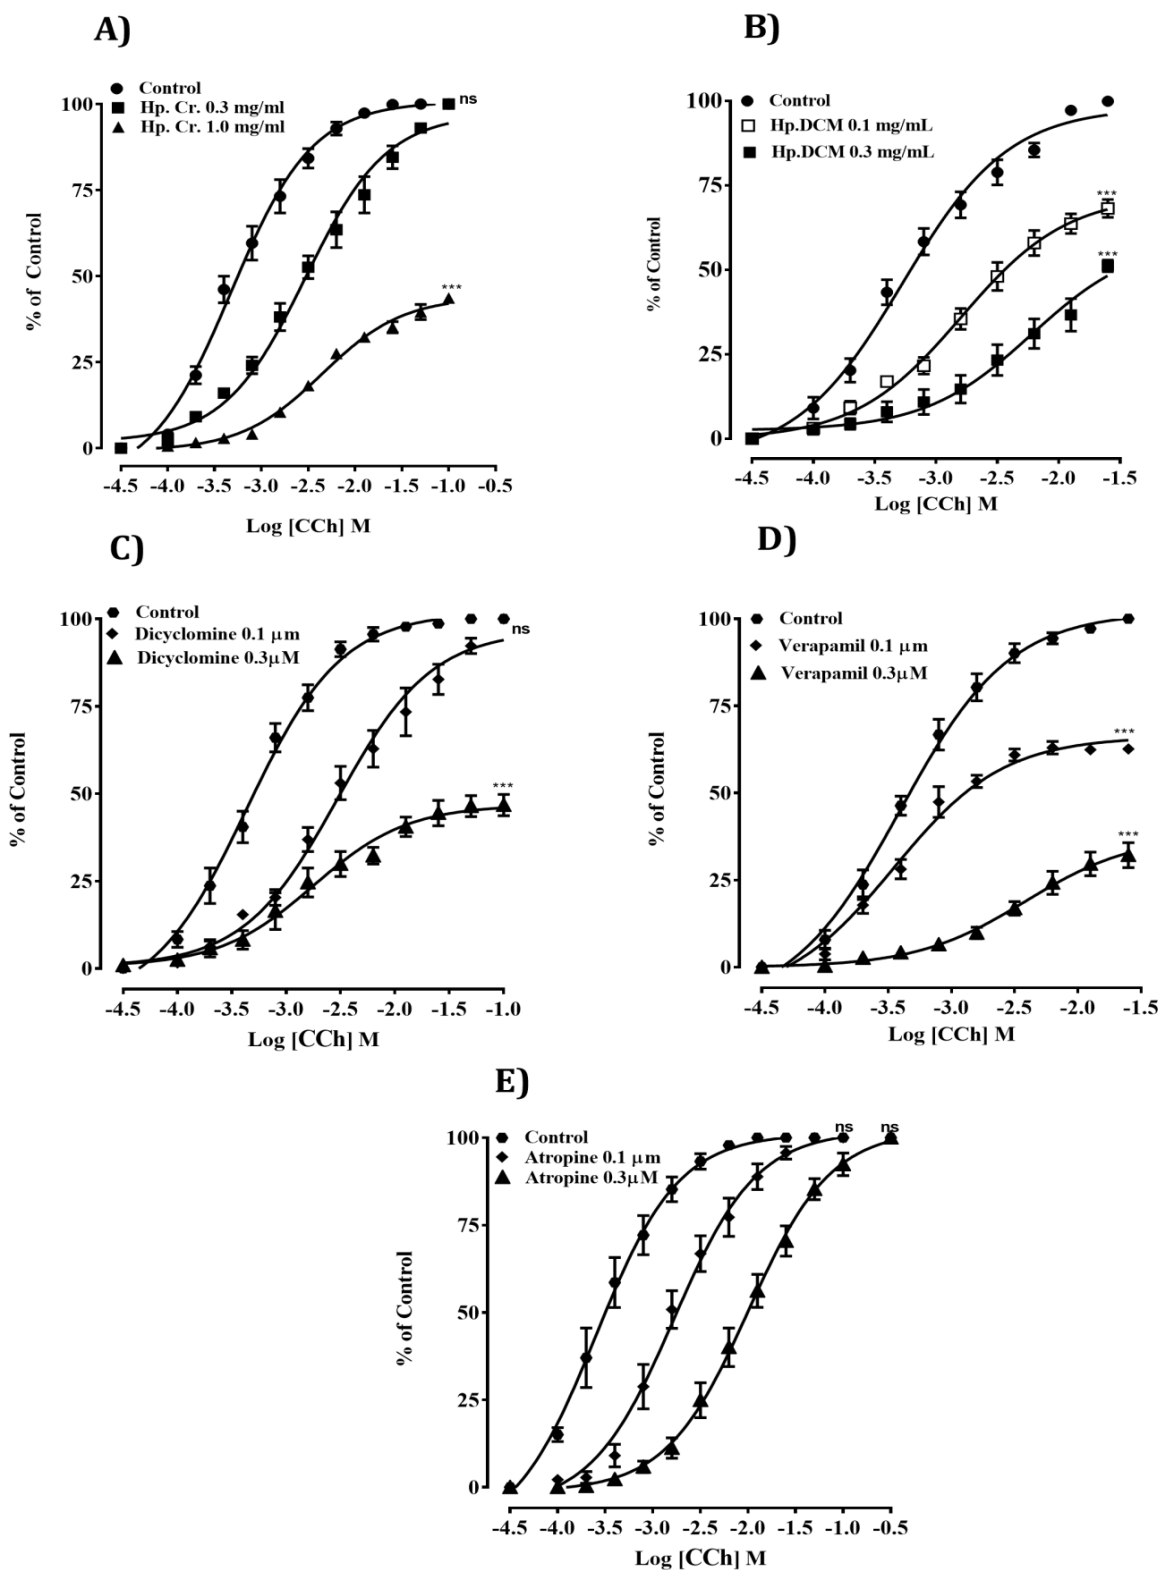 A)
Control
Hp. Cr. 0.3 mg/ml
Hp. Cr. 1.0 mg/ml
100
75
50
25
0
% of Control
ns
***
-4.5 -4.0 -3.5 -3.0 -2.5 -2.0 -1.5 -1.0 -0.5
Log [CCh] M
B)
Control
Hp.DCM 0.1 mg/mL
Hp.DCM 0.3 mg/mL
100
75
50
25
0
% of Control
***
***
-4.5 -4.0 -3.5 -3.0 -2.5 -2.0 -1.5
Log [CCh] M
C)
Control
Dicyclomine 0.1 μm
Dicyclomine 0.3μM
100
75
50
25
0
% of Control
ns
***
-4.5 -4.0 -3.5 -3.0 -2.5 -2.0 -1.5 -1.0
Log [CCh] M
D)
Control
Verapamil 0.1 μm
Verapamil 0.3μM
100
75
50
25
0
% of Control
***
***
-4.5 -4.0 -3.5 -3.0 -2.5 -2.0 -1.5
Log [CCh] M
E)
Control
Atropine 0.1 μm
Atropine 0.3μM
100
75
50
25
0
% of Control
ns ns
-4.5 -4.0 -3.5 -3.0 -2.5 -2.0 -1.5 -1.0 -0.5
Log [CCh] M